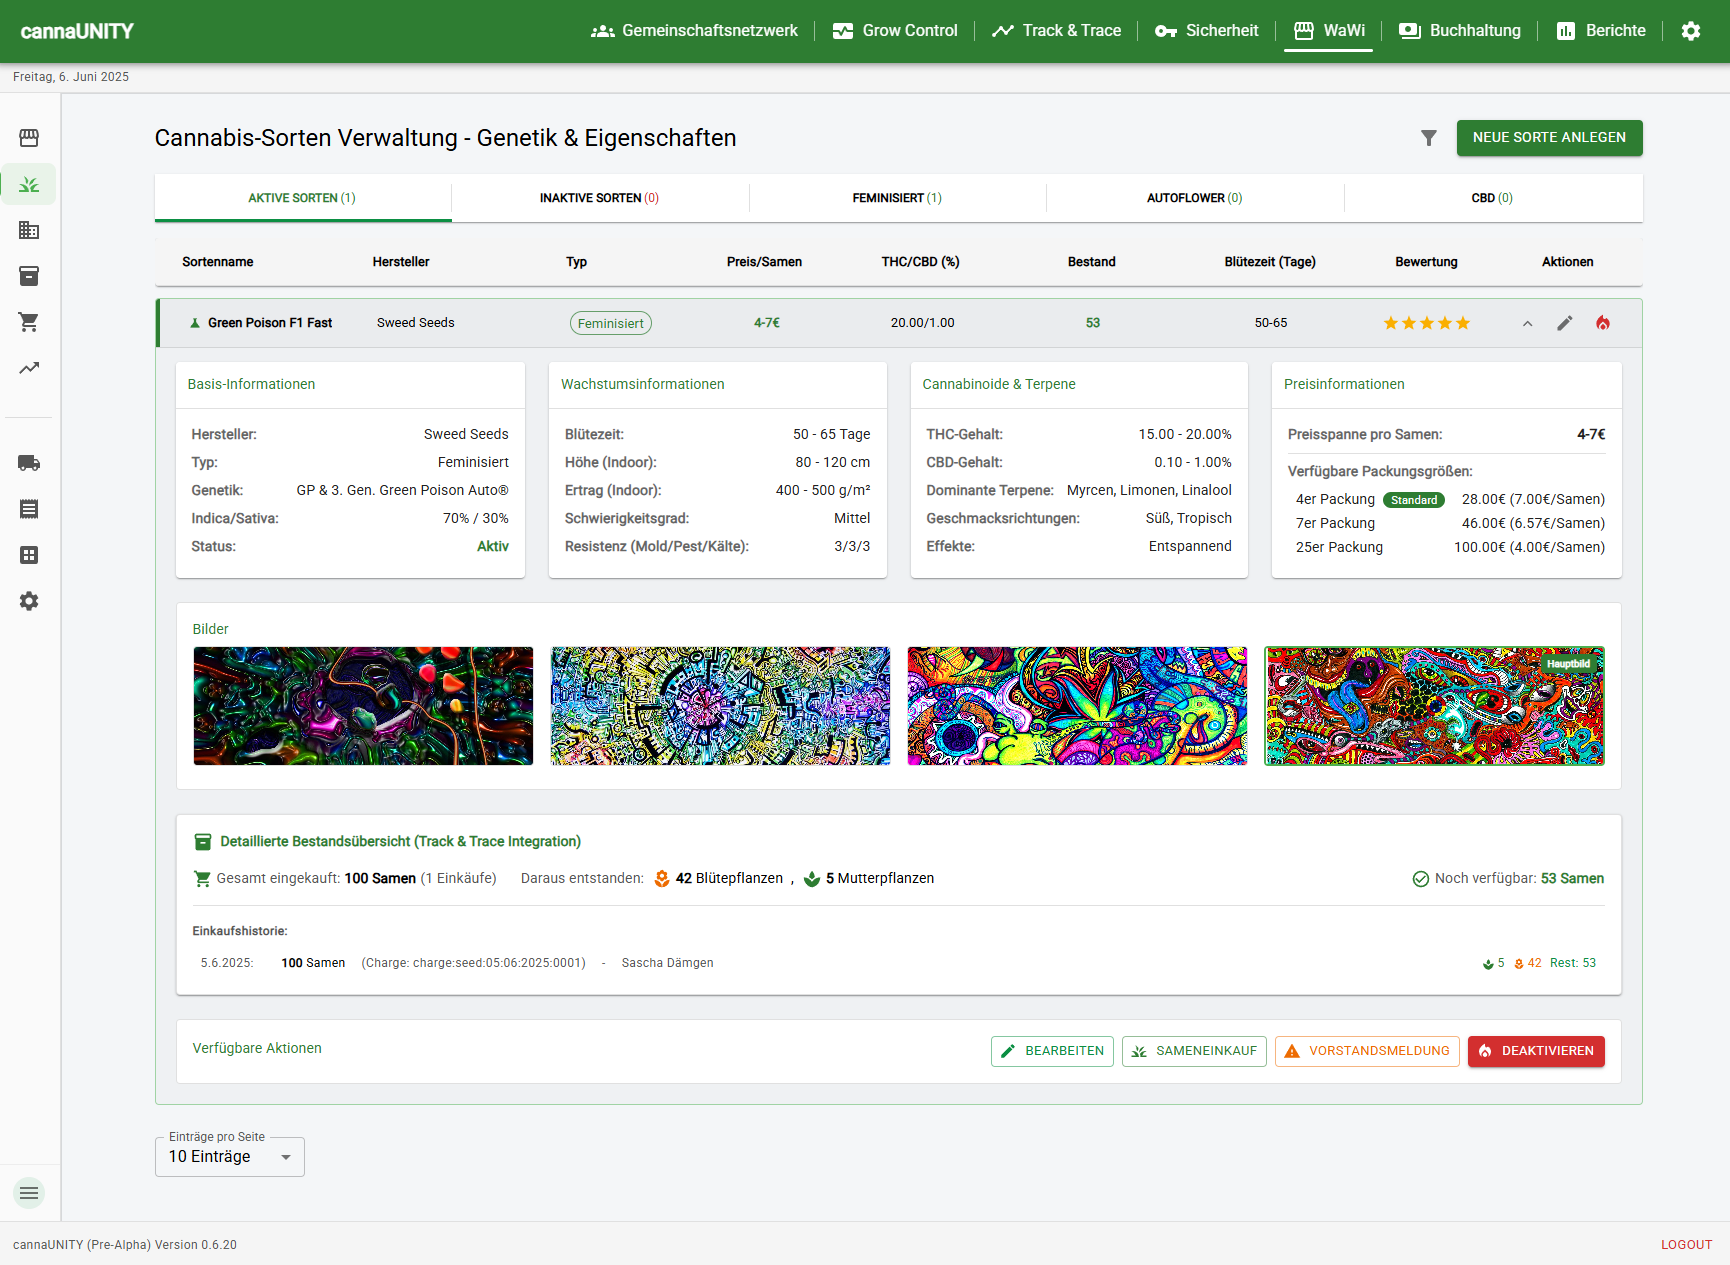 cannaUNITY
Gemeinschaftsnetzwerk
Grow Control
Track & Trace
Sicherheit
WaWi
Buchhaltung
Berichte
Freitag, 6. Juni 2025
Cannabis-Sorten Verwaltung - Genetik & Eigenschaften
NEUE SORTE ANLEGEN
AKTIVE SORTEN (1)
INAKTIVE SORTEN (0)
FEMINISIERT (1)
AUTOFLOWER (0)
CBD (0)
Sortenname Hersteller Typ Preis/Samen THC/CBD (%) Bestand Blütezeit (Tage) Bewertung Aktionen
Green Poison F1 Fast Sweed Seeds Feminisiert 4-7€ 20.00/1.00 53 50-65
Basis-Informationen
Hersteller: Sweed Seeds
Typ: Feminisiert
Genetik: GP & 3. Gen. Green Poison Auto®
Indica/Sativa: 70% / 30%
Status: Aktiv
Wachstumsinformationen
Blütezeit: 50 - 65 Tage
Höhe (Indoor): 80 - 120 cm
Ertrag (Indoor): 400 - 500 g/m²
Schwierigkeitsgrad: Mittel
Resistenz (Mold/Pest/Kälte): 3/3/3
Cannabinoide & Terpene
THC-Gehalt: 15.00 - 20.00%
CBD-Gehalt: 0.10 - 1.00%
Dominante Terpene: Myrcen, Limonen, Linalool
Geschmacksrichtungen: Süß, Tropisch
Effekte: Entspannend
Preisinformationen
Preisspanne pro Samen: 4-7€
Verfügbare Packungsgrößen:
4er Packung Standard 28.00€ (7.00€/Samen)
7er Packung 46.00€ (6.57€/Samen)
25er Packung 100.00€ (4.00€/Samen)
Bilder
Hauptbild
Detaillierte Bestandsübersicht (Track & Trace Integration)
Gesamt eingekauft: 100 Samen (1 Einkäufe) Daraus entstanden: 42 Blütepflanzen , 5 Mutterpflanzen Noch verfügbar: 53 Samen
Einkaufshistorie:
5.6.2025: 100 Samen (Charge: charge:seed:05:06:2025:0001) - Sascha Dämgen 5 42 Rest: 53
Verfügbare Aktionen
BEARBEITEN
SAMENEINKAUF
VORSTANDSMELDUNG
DEAKTIVIEREN
Einträge pro Seite
10 Einträge
cannaUNITY (Pre-Alpha) Version 0.6.20
LOGOUT